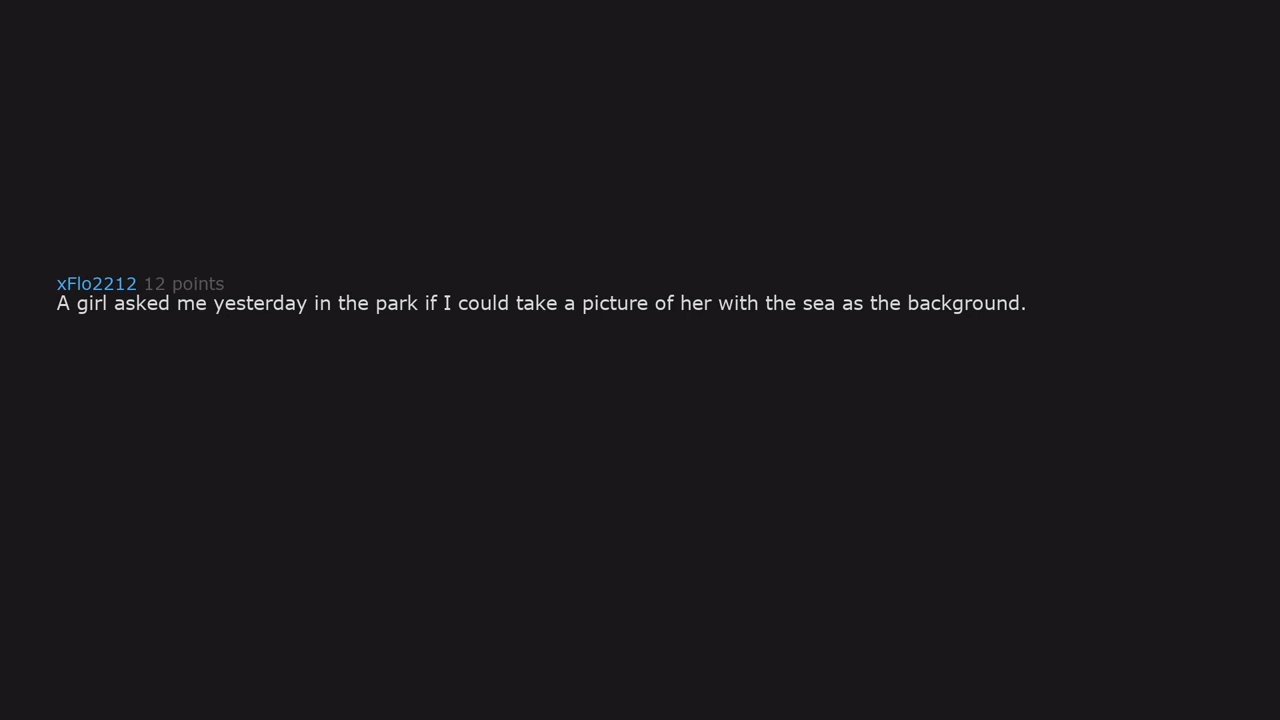 xFlo2212 12 points
A girl asked me yesterday in the park if I could take a picture of her with the sea as the background.